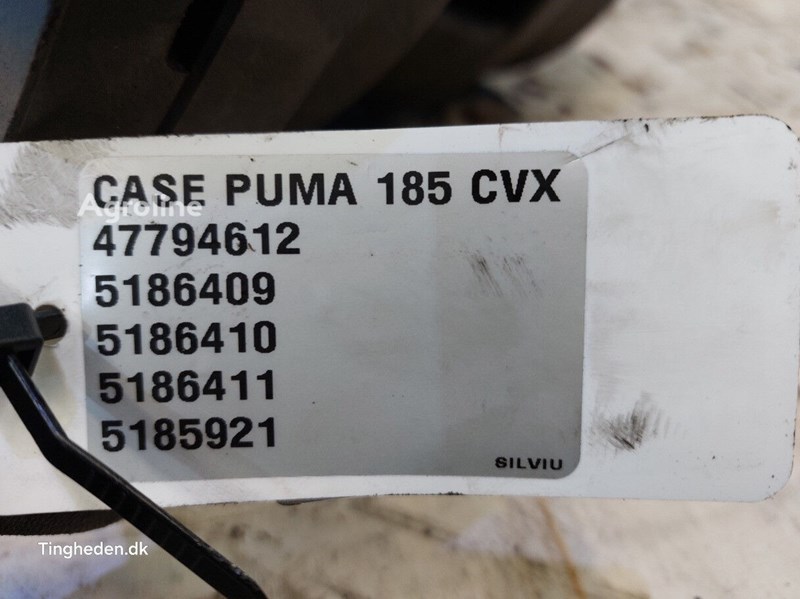 CASE PUMA 185 CVX
Agroline
47794612
5186409
5186410
5186411
5185921
SILVIU
Tingheden.dk